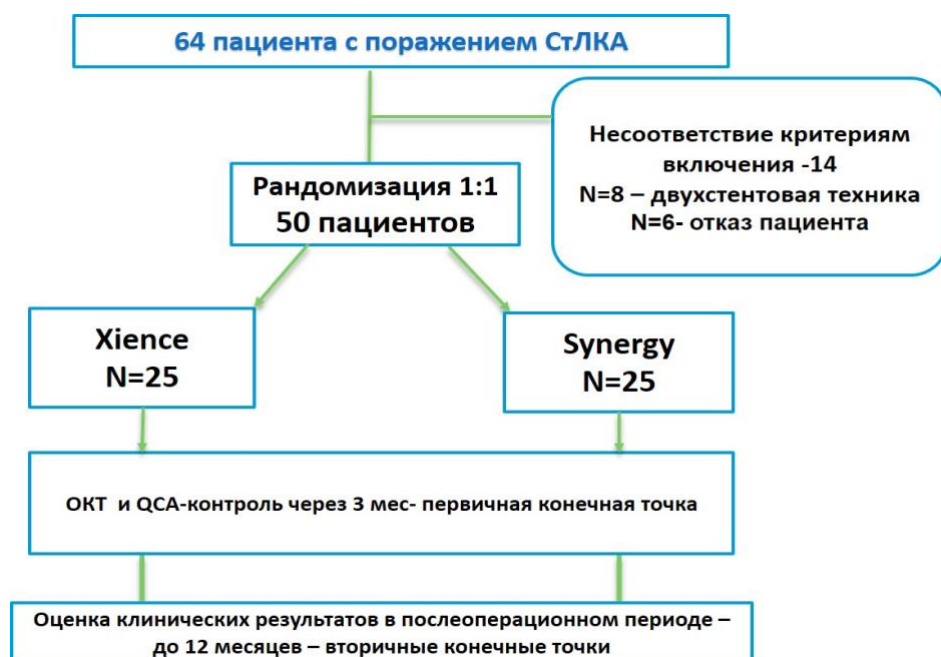 64 пациента с поражением СтЛКА
Несоответствие критериям
включения -14
N=8 – двухстентовая техника
N=6- отказ пациента
Рандомизация 1:1
50 пациентов
Xience
N=25
Synergy
N=25
ОКТ и QCA-контроль через 3 мес- первичная конечная точка
Оценка клинических результатов в послеоперационном периоде –
до 12 месяцев – вторичные конечные точки